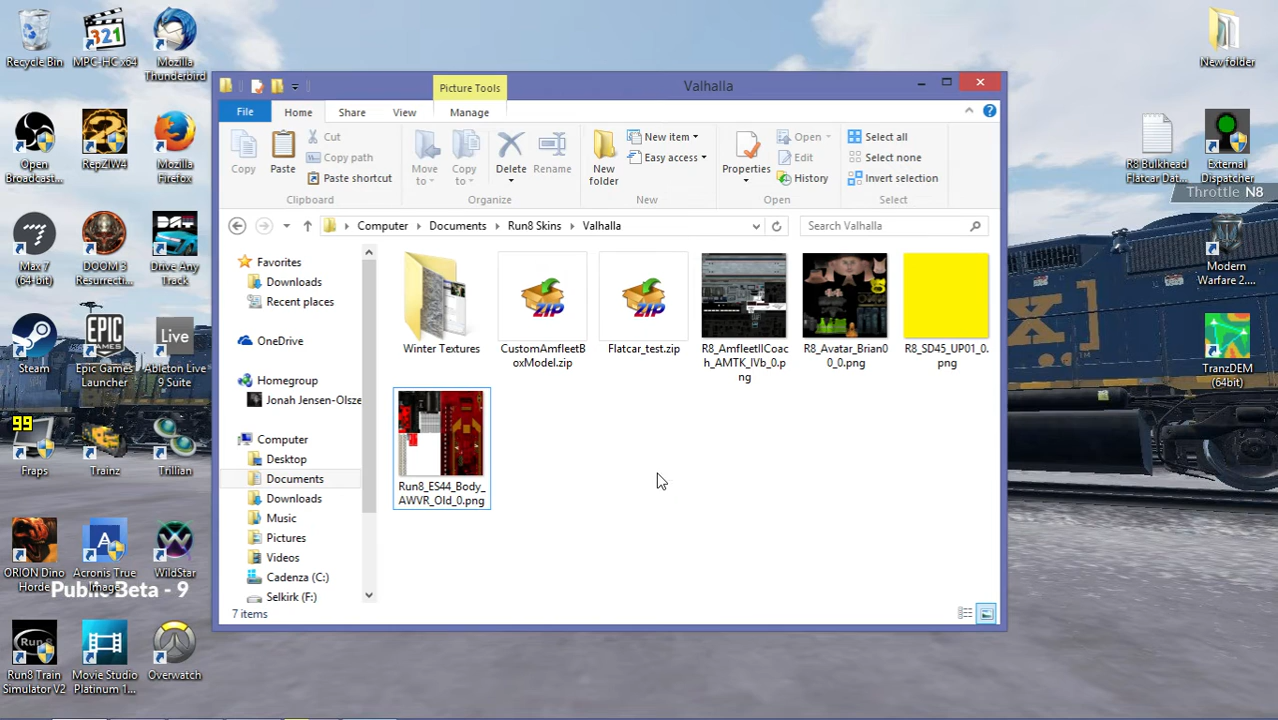 Recycle Bin
MPC-HC x64
Mozilla
Thunderbird
New folder
Picture Tools
Valhalla
File
Home
Share
View
Manage
Copy
Paste
Cut
Copy path
Paste shortcut
Clipboard
Move
to
Copy
to
Delete
Rename
Organize
New
folder
New item
Easy access
New
Properties
Open
Edit
History
Open
Select all
Select none
Invert selection
Select
Computer
Documents
Run8 Skins
Valhalla
Search Valhalla
Open
Broadcast...
RepZIW4
Mozilla
Firefox
R8 Bulkhead
Flatcar Dat...
External
Dispatcher
Throttle N8
Max 7
(64 bit)
DOOM 3
Resurrecti...
Drive Any
Track
Modern
Warfare 2....
Steam
Epic Games
Launcher
Live
Ableton Live
9 Suite
TranzDEM
(64bit)
99
Fraps
Trainz
Trillian
ORION Dino
Horde
Acronis True
Image
WildStar
Public Beta - 9
Run8
Run8 Train
Simulator V2
Movie Studio
Platinum 1...
Overwatch
Favorites
Downloads
Recent places
OneDrive
Homegroup
Jonah Jensen-Olsze
Computer
Desktop
Documents
Downloads
Music
Pictures
Videos
Cadenza (C:)
Selkirk (F:)
Winter Textures
ZIP
CustomAmfleetB
oxModel.zip
ZIP
Flatcar_test.zip
R8_AmfleetIICoac
h_AMTK_IVb_0.p
ng
R8_Avatar_Brian0
0_0.png
R8_SD45_UP01_0.
png
Run8_ES44_Body_
AWVR_Old_0.png
7 items